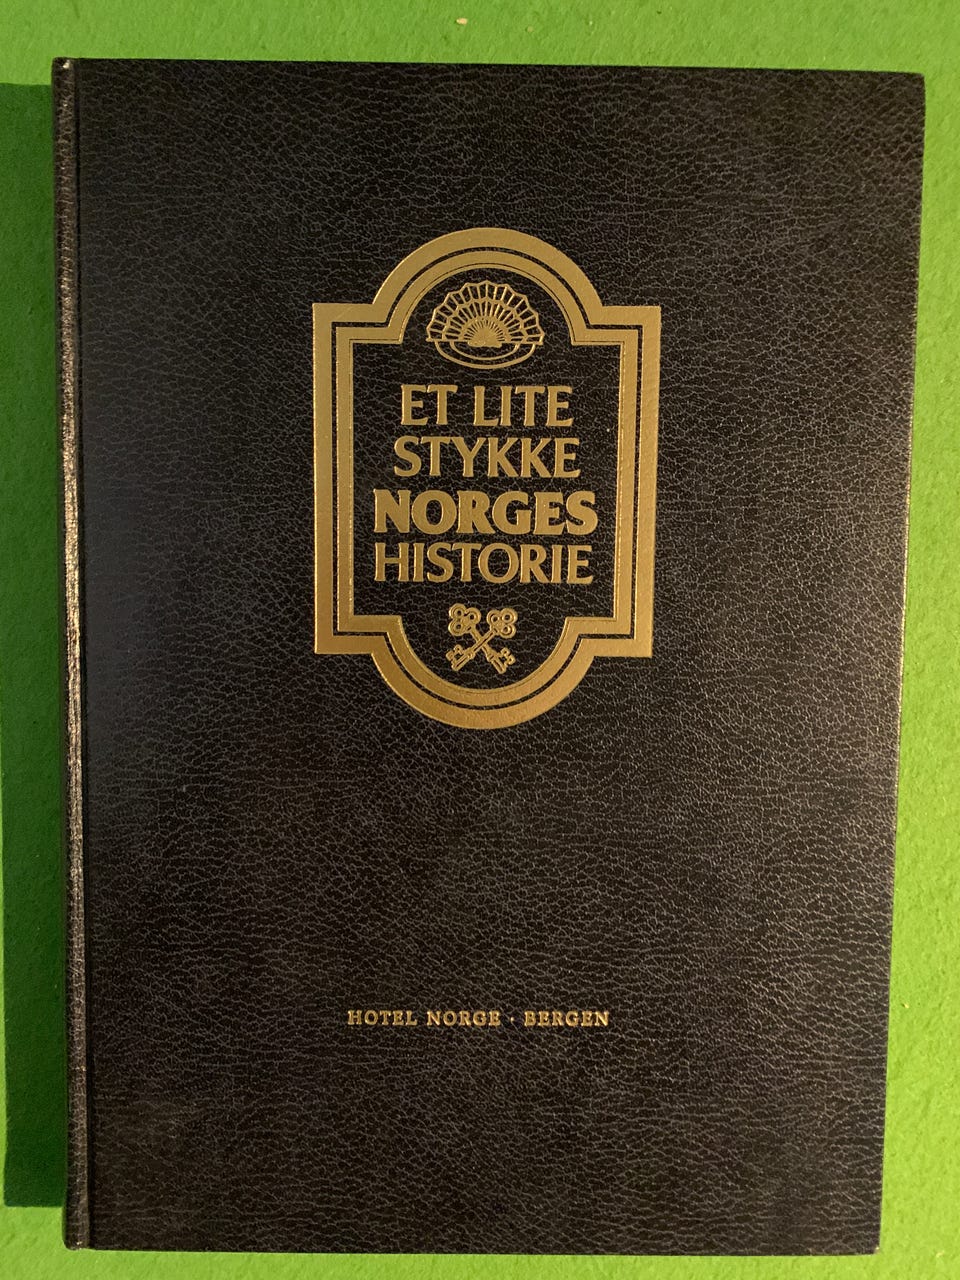 ET LITE
STYKKE
NORGES
HISTORIE
HOTEL NORGE · BERGEN